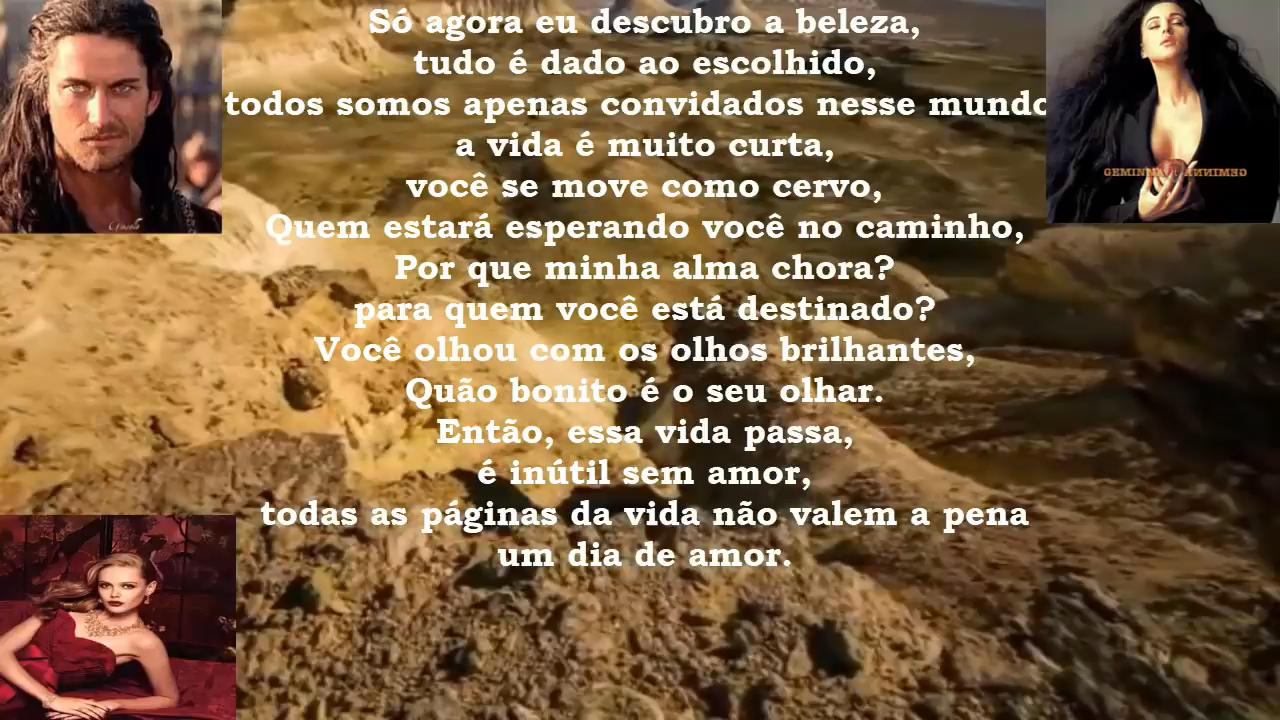 Só agora eu descubro a beleza,
tudo é dado ao escolhido,
todos somos apenas convidados nesse mundo
a vida é muito curta,
você se move como cervo,
Quem estará esperando você no caminho,
Por que minha alma chora?
para quem você está destinado?
Você olhou com os olhos brilhantes,
Quão bonito é o seu olhar.
Então, essa vida passa,
é inútil sem amor,
todas as páginas da vida não valem a pena
um dia de amor.